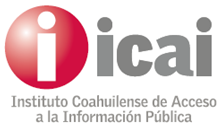 i icai
Instituto Coahuilense de Acceso
a la Información Pública